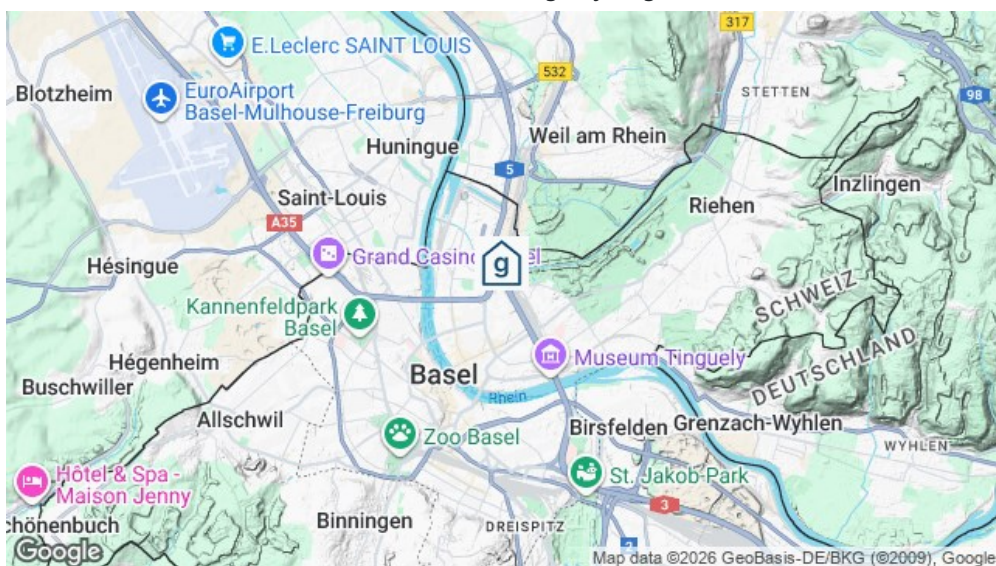 317
E.Leclerc SAINT LOUIS
532
STETTEN
98
Blotzheim
EuroAirport
Basel-Mulhouse-Freiburg
Huningue
Weil am Rhein
5
Inzlingen
Saint-Louis
Riehen
A35
Grand Casino
el
g
Hésingue
Kannenfeldpark
Basel
SCHWEIZ
DEUTSCHLAND
Hégenheim
Museum Tinguely
Buschwiller
Basel
Rhein
Allschwil
Birsfelden
Grenzach-Wyhlen
Zoo Basel
WYHLEN
Hôtel & Spa -
Maison Jenny
St. Jakob-Park
3
chönenbuch
Binningen
DREISPITZ
2
Google
Map data ©2026 GeoBasis-DE/BKG (©2009), Google